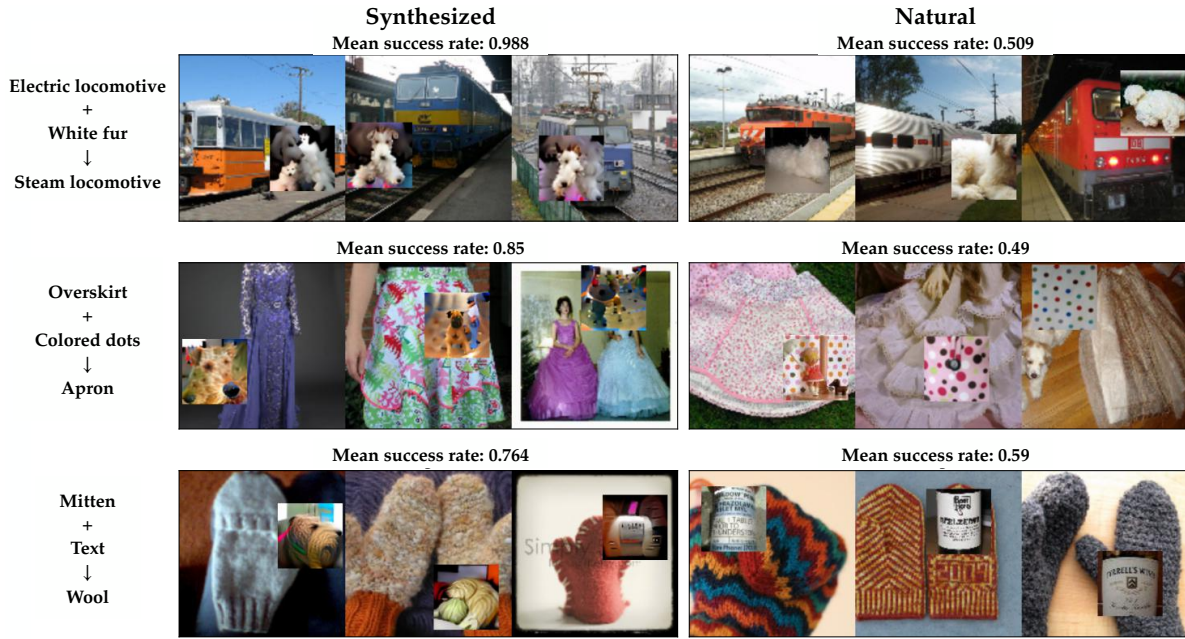 Synthesized
Natural
Mean success rate: 0.988
Mean success rate: 0.509
Electric locomotive
+
White fur
↓
Steam locomotive
Mean success rate: 0.85
Mean success rate: 0.49
Overskirt
+
Colored dots
↓
Apron
Mean success rate: 0.764
Mean success rate: 0.59
Mitten
+
Text
↓
Wool